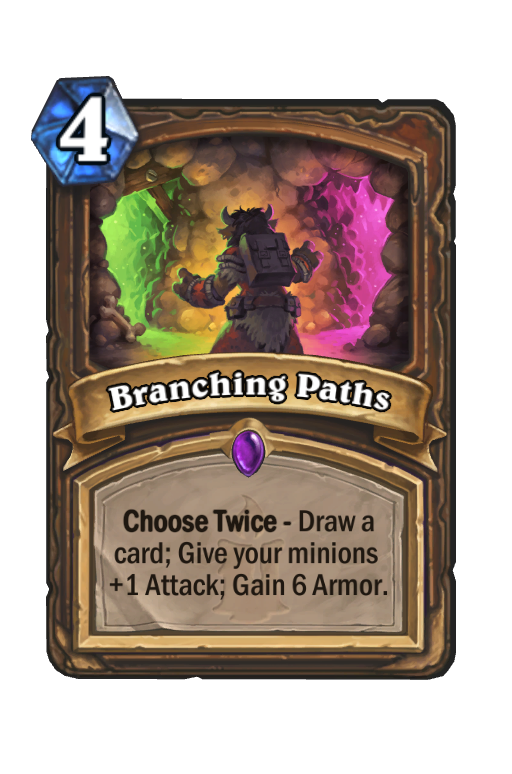 4
Branching Paths
Choose Twice - Draw a
card; Give your minions
+1 Attack; Gain 6 Armor.